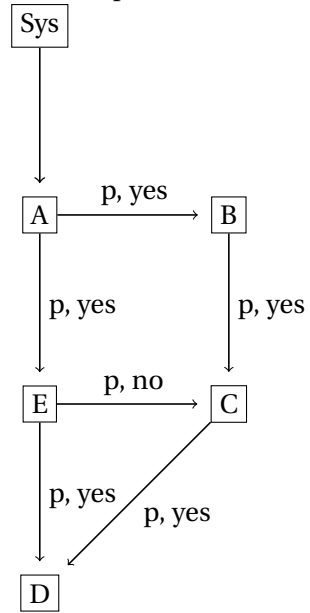 Sys
p, yes
A
B
p, yes
p, yes
p, no
E
C
p, yes
p, yes
D